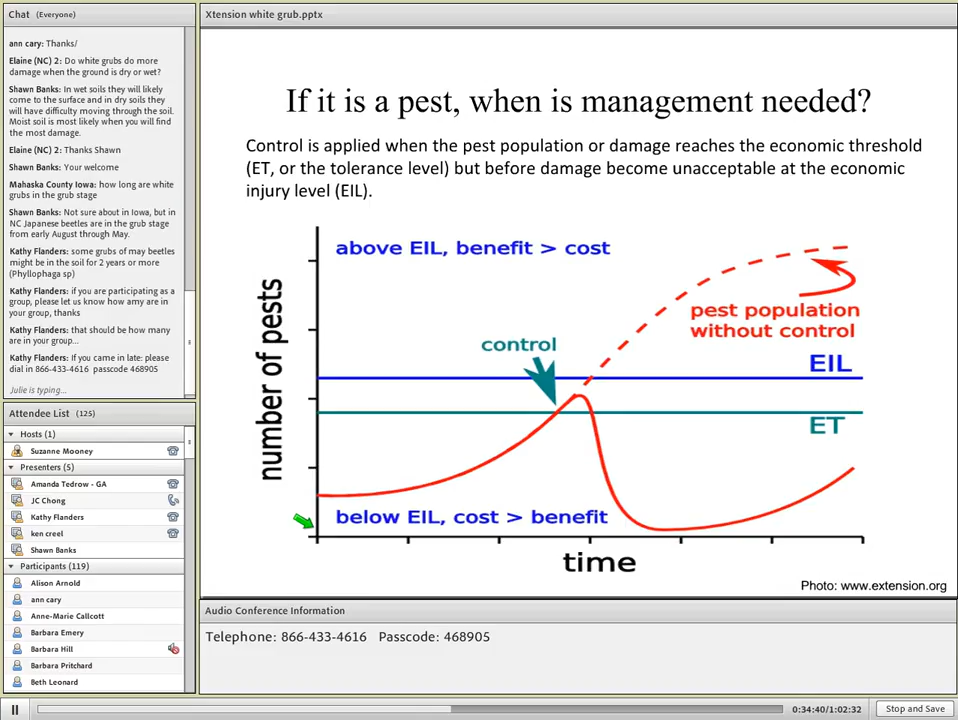 Chat (Everyone)
ann cary: Thanks/
Elaine (NC) 2: Do white grubs do more
damage when the ground is dry or wet?
Shawn Banks: In wet soils they will likely
come to the surface and in dry soils they
will have difficulty moving through the soil.
Moist soil is most likely when you will find
the most damage.
Elaine (NC) 2: Thanks Shawn
Shawn Banks: Your welcome
Mahaska County Iowa: how long are white
grubs in the grub stage
Shawn Banks: Not sure about in Iowa, but in
NC Japanese beetles are in the grub stage
from early August through May.
Kathy Flanders: some grubs of may beetles
might be in the soil for 2 years or more
(Phyllophaga sp)
Kathy Flanders: if you are participating as a
group, please let us know how amy are in
your group, thanks
Kathy Flanders: that should be how many
are in your group...
Kathy Flanders: If you came in late: please
dial in 866-433-4616 passcode 468905
Julie is typing...
Attendee List (125)
Hosts (1)
Suzanne Mooney
Presenters (5)
Amanda Tedrow - GA
JC Chong
Kathy Flanders
ken creel
Shawn Banks
Participants (119)
Alison Arnold
ann cary
Anne-Marie Callcott
Barbara Emery
Barbara Hill
Barbara Pritchard
Beth Leonard
Xtension white grub.pptx
If it is a pest, when is management needed?
Control is applied when the pest population or damage reaches the economic threshold
(ET, or the tolerance level) but before damage become unacceptable at the economic
injury level (EIL).
above EIL, benefit > cost
number of pests
control
pest population
without control
EIL
ET
below EIL, cost > benefit
time
Photo: www.extension.org
Audio Conference Information
Telephone: 866-433-4616 Passcode: 468905
0:34:40/1:02:32
Stop and Save